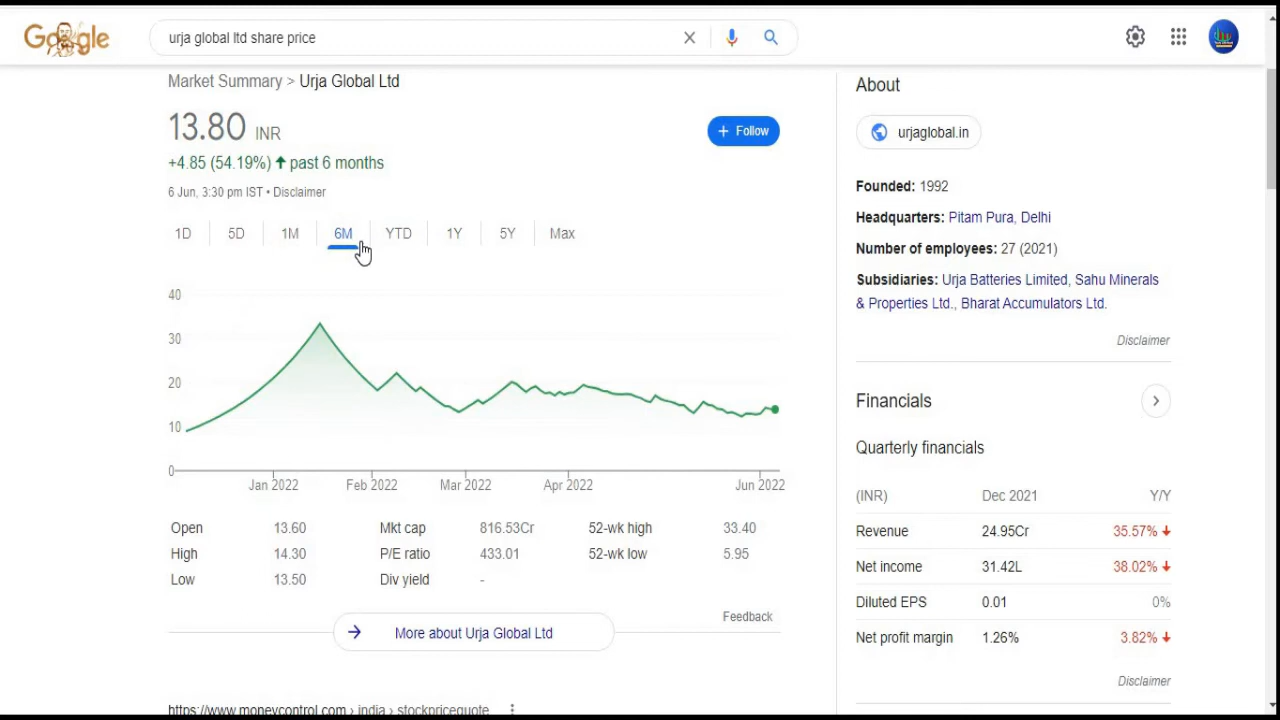 Google
urja global ltd share price
Market Summary > Urja Global Ltd
13.80 INR
+ Follow
+4.85 (54.19%) ↑ past 6 months
6 Jun, 3:30 pm IST • Disclaimer
1D 5D 1M 6M YTD 1Y 5Y Max
40
30
20
10
0
Jan 2022 Feb 2022 Mar 2022 Apr 2022 Jun 2022
Open 13.60 Mkt cap 816.53Cr 52-wk high 33.40
High 14.30 P/E ratio 433.01 52-wk low 5.95
Low 13.50 Div yield -
Feedback
→ More about Urja Global Ltd
https://www.moneycontrol.com › india › stockpricequote
About
urjaglobal.in
Founded: 1992
Headquarters: Pitam Pura, Delhi
Number of employees: 27 (2021)
Subsidiaries: Urja Batteries Limited, Sahu Minerals
& Properties Ltd., Bharat Accumulators Ltd.
Disclaimer
Financials
Quarterly financials
(INR) Dec 2021 Y/Y
Revenue 24.95Cr 35.57% ↓
Net income 31.42L 38.02% ↓
Diluted EPS 0.01 0%
Net profit margin 1.26% 3.82% ↓
Disclaimer